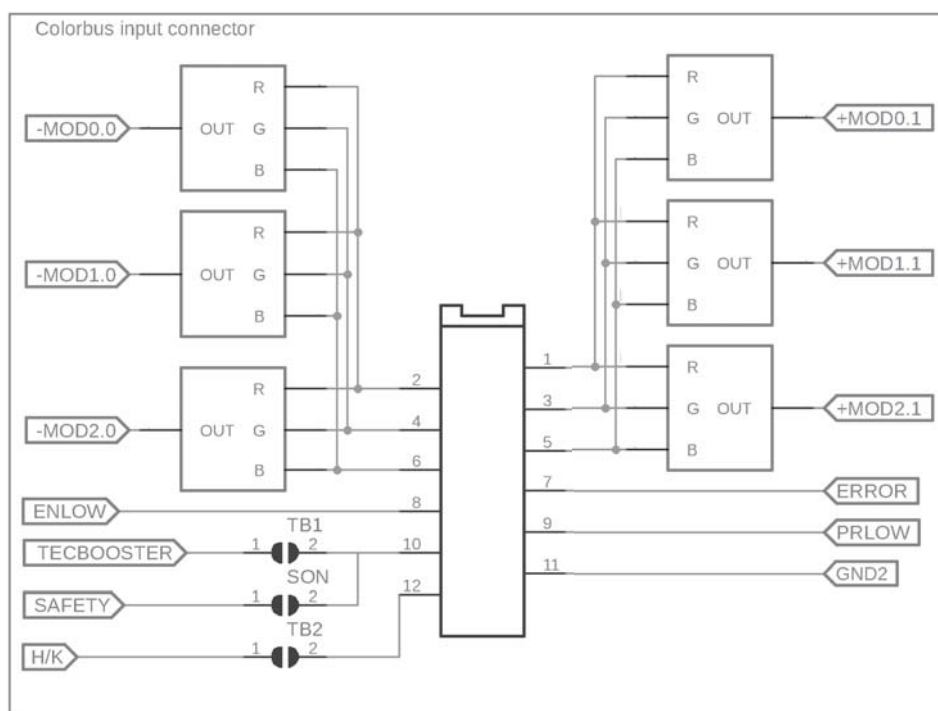 Colorbus input connector
-MOD0.0
OUT
R
G
B
-MOD1.0
OUT
R
G
B
-MOD2.0
OUT
R
G
B
R
G
B
OUT
+MOD0.1
R
G
B
OUT
+MOD1.1
R
G
B
OUT
+MOD2.1
2
4
6
8
10
12
1
3
5
7
9
11
ENLOW
TECBOOSTER
1
TB1
2
SAFETY
1
SON
2
H/K
1
TB2
2
ERROR
PRLOW
GND2